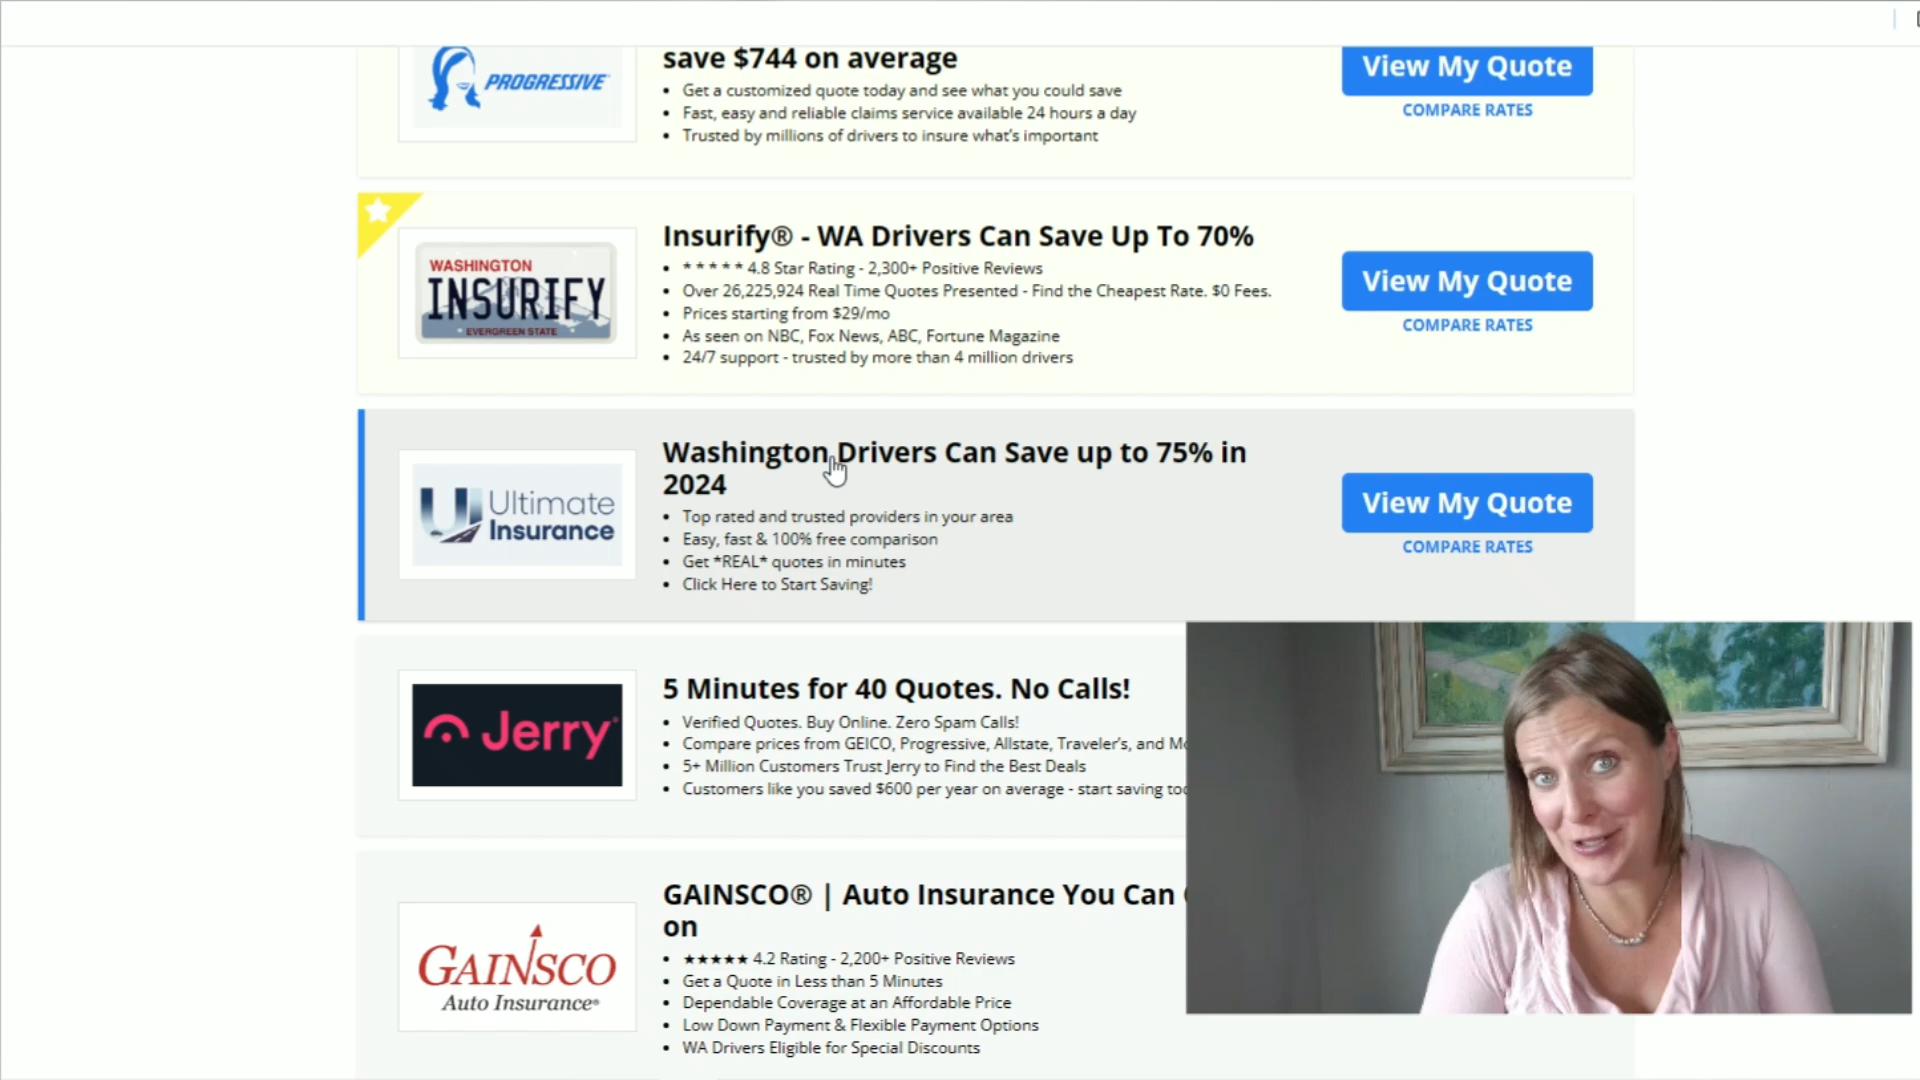 PROGRESSIVE
save $744 on average
Get a customized quote today and see what you could save
Fast, easy and reliable claims service available 24 hours a day
Trusted by millions of drivers to insure what's important
View My Quote
COMPARE RATES
WASHINGTON
INSURIFY
EVERGREEN STATE
Insurify® - WA Drivers Can Save Up To 70%
* * * * * 4.8 Star Rating - 2,300+ Positive Reviews
Over 26,225,924 Real Time Quotes Presented - Find the Cheapest Rate. $0 Fees.
Prices starting from $29/mo
As seen on NBC, Fox News, ABC, Fortune Magazine
24/7 support - trusted by more than 4 million drivers
View My Quote
COMPARE RATES
UI Ultimate
Insurance
Washington Drivers Can Save up to 75% in
2024
Top rated and trusted providers in your area
Easy, fast & 100% free comparison
Get *REAL* quotes in minutes
Click Here to Start Saving!
View My Quote
COMPARE RATES
Jerry
5 Minutes for 40 Quotes. No Calls!
Verified Quotes. Buy Online. Zero Spam Calls!
Compare prices from GEICO, Progressive, Allstate, Traveler's, and
5+ Million Customers Trust Jerry to Find the Best Deals
Customers like you saved $600 per year on average - start saving
GAINSCO
Auto Insurance®
GAINSCO® | Auto Insurance You Can
on
★★★★★ 4.2 Rating - 2,200+ Positive Reviews
Get a Quote in Less than 5 Minutes
Dependable Coverage at an Affordable Price
Low Down Payment & Flexible Payment Options
WA Drivers Eligible for Special Discounts